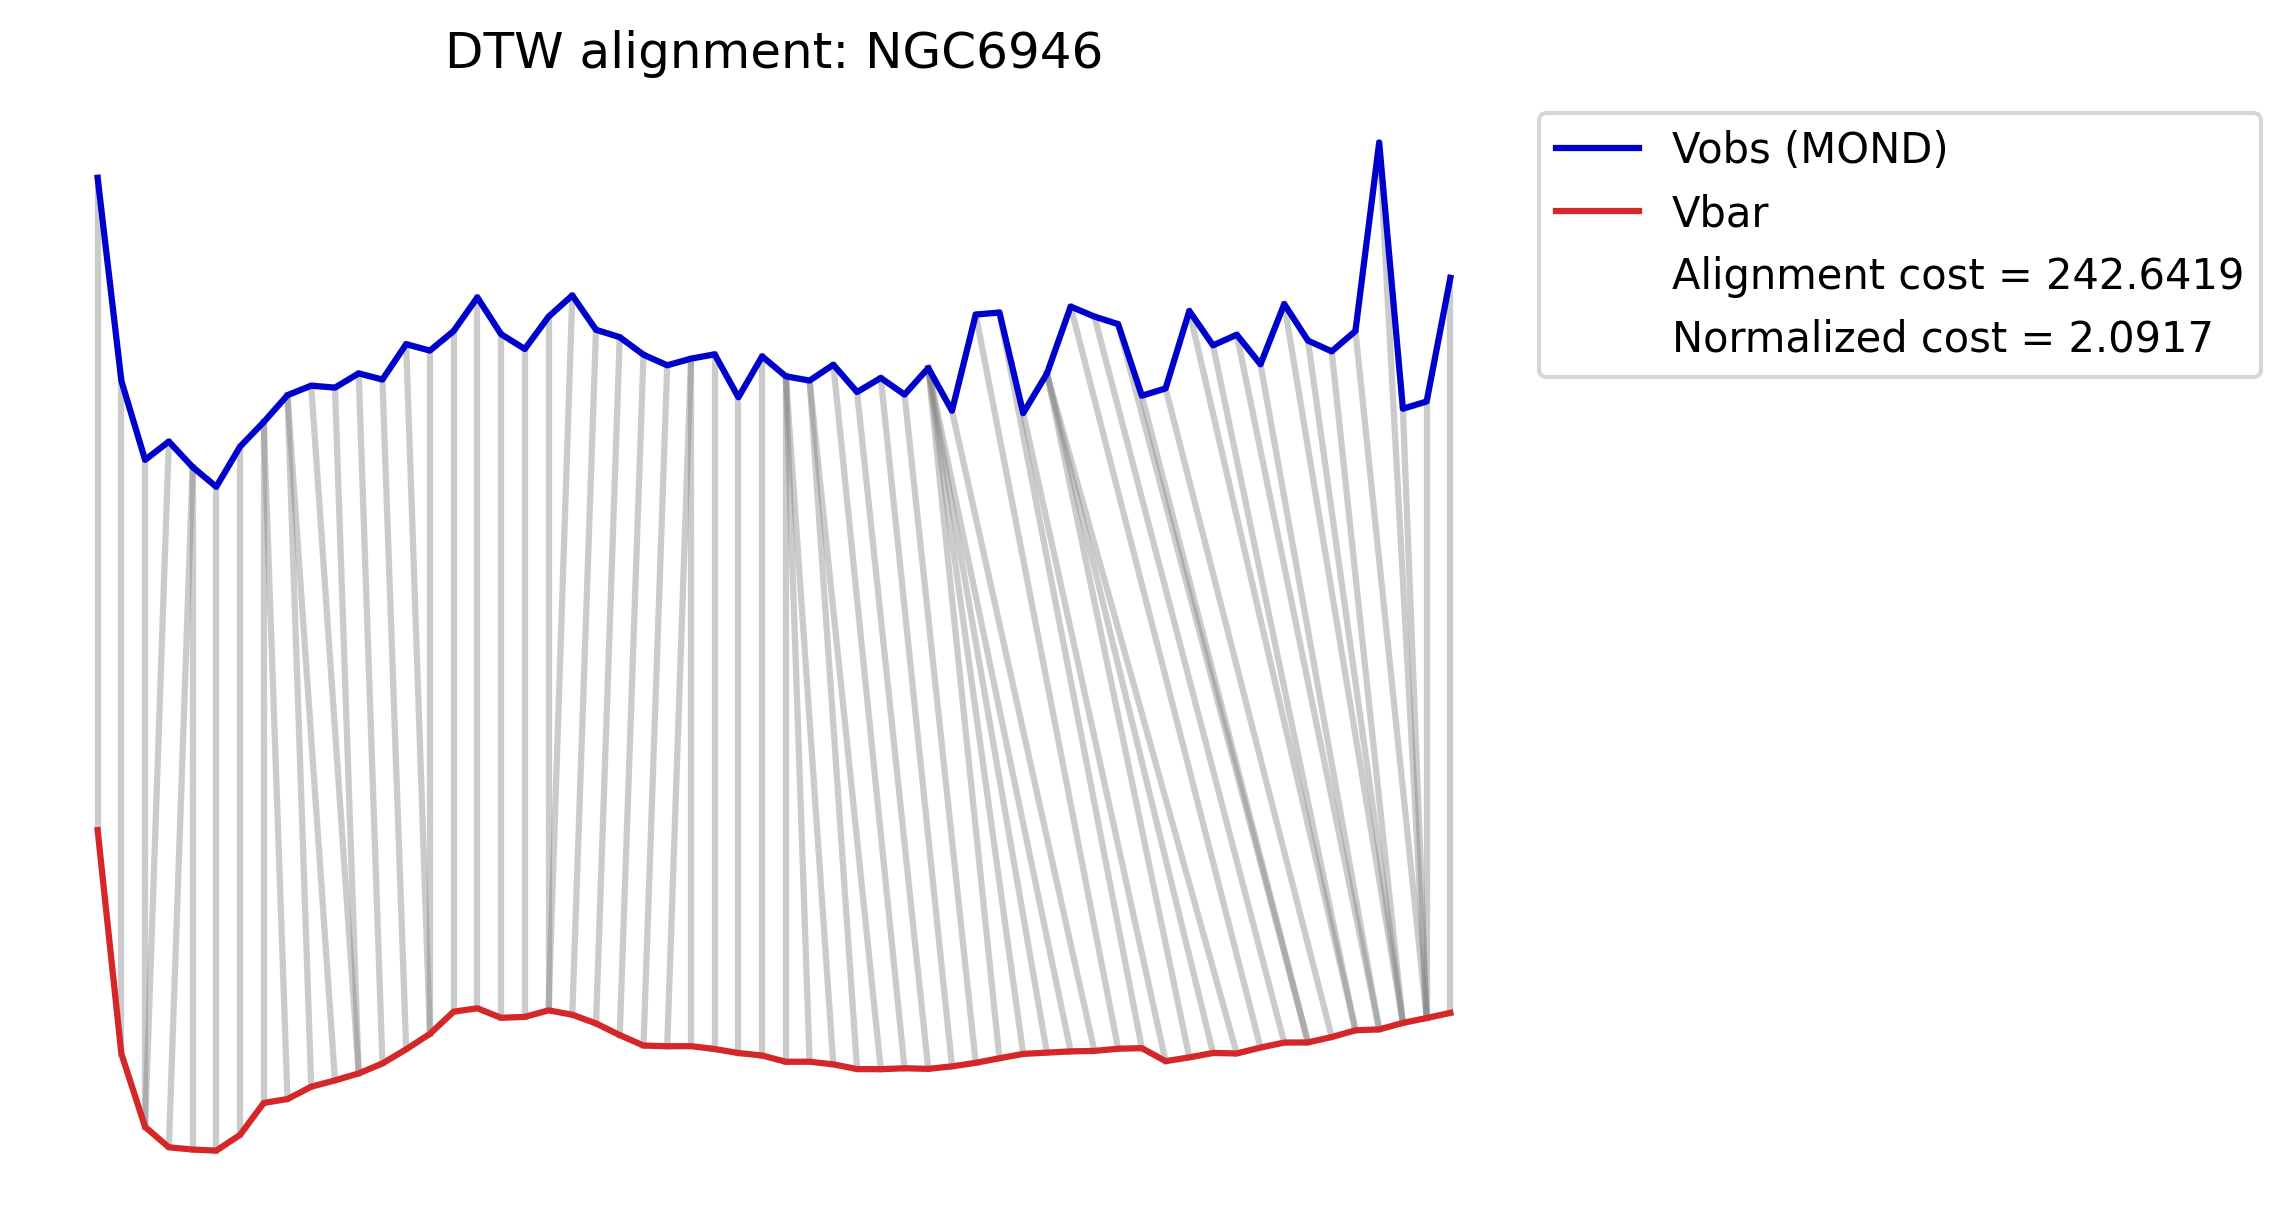 DTW alignment: NGC6946
Vobs (MOND)
Vbar
Alignment cost = 242.6419
Normalized cost = 2.0917